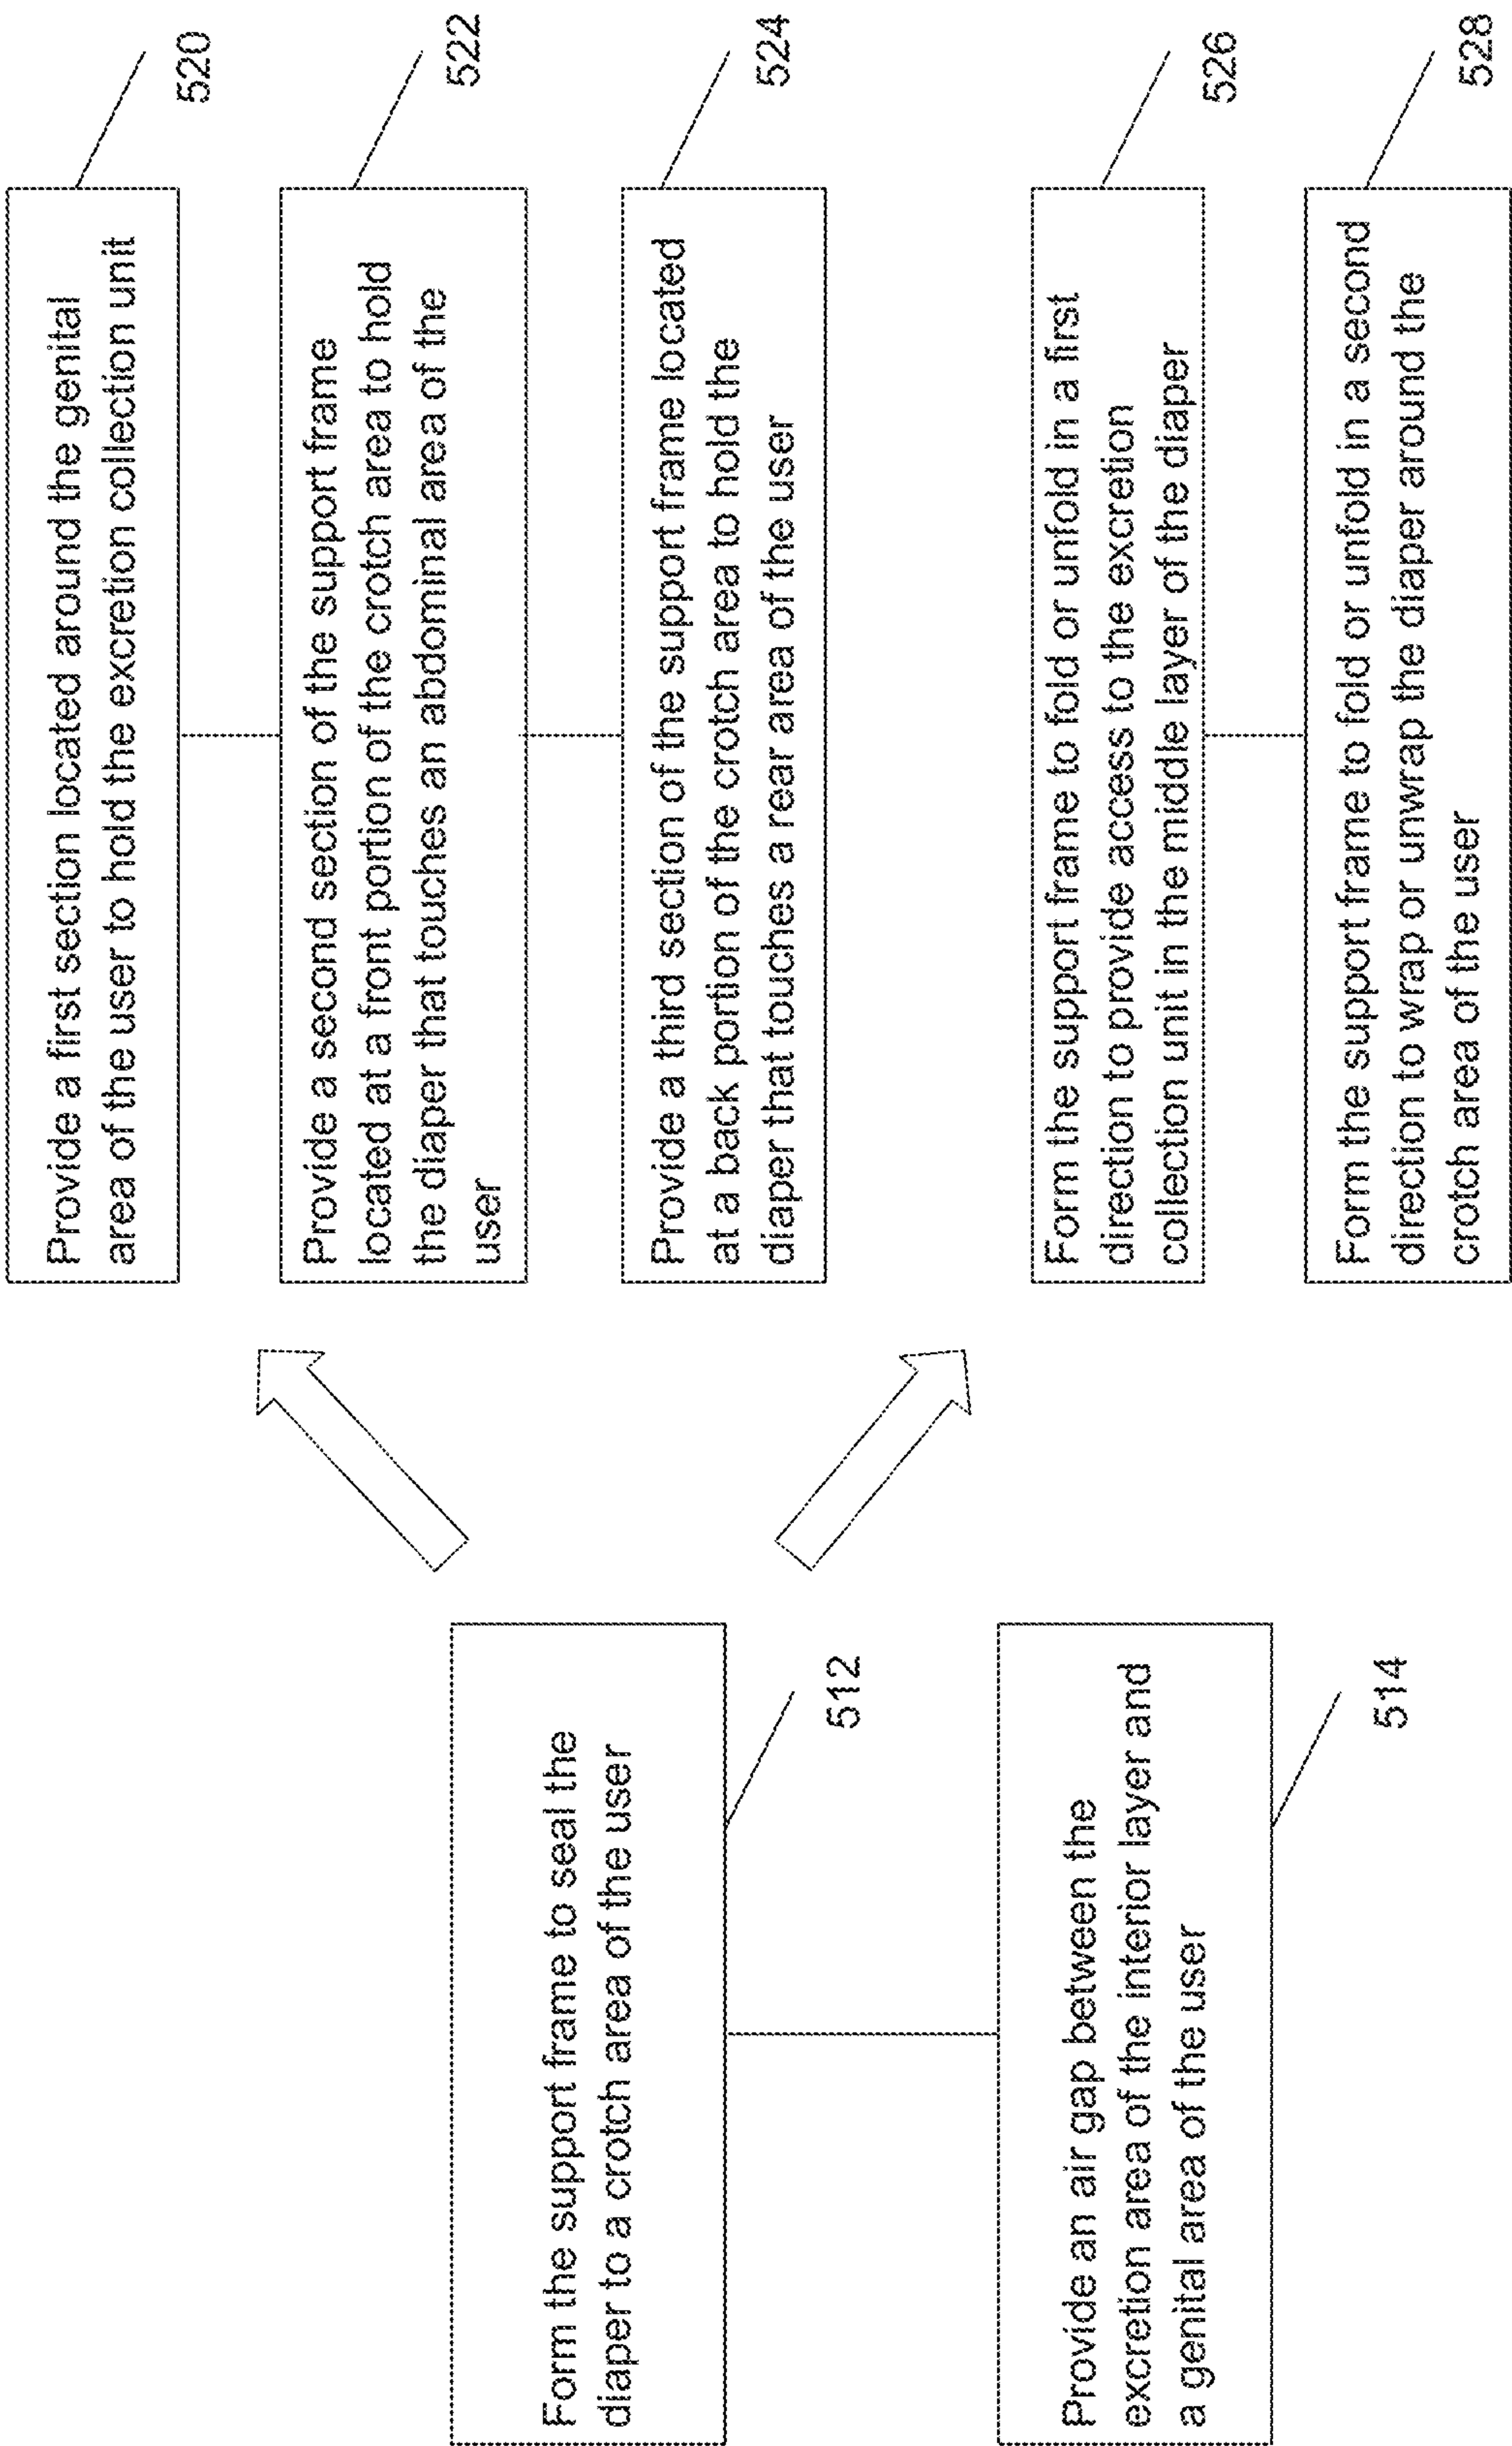 Form the support frame to seal the
diaper to a crotch area of the user
512
Provide an air gap between the
excretion area of the interior layer and
a genital area of the user
514
Provide a first section located around the genital
area of the user to hold the excretion collection unit
520
Provide a second section of the support frame
located at a front portion of the crotch area to hold
the diaper that touches an abdominal area of the
user
522
Provide a third section of the support frame located
at a back portion of the crotch area to hold the
diaper that touches a rear area of the user
524
Form the support frame to fold or unfold in a first
direction to provide access to the excretion
collection unit in the middle layer of the diaper
526
Form the support frame to fold or unfold in a second
direction to wrap or unwrap the diaper around the
crotch area of the user
528